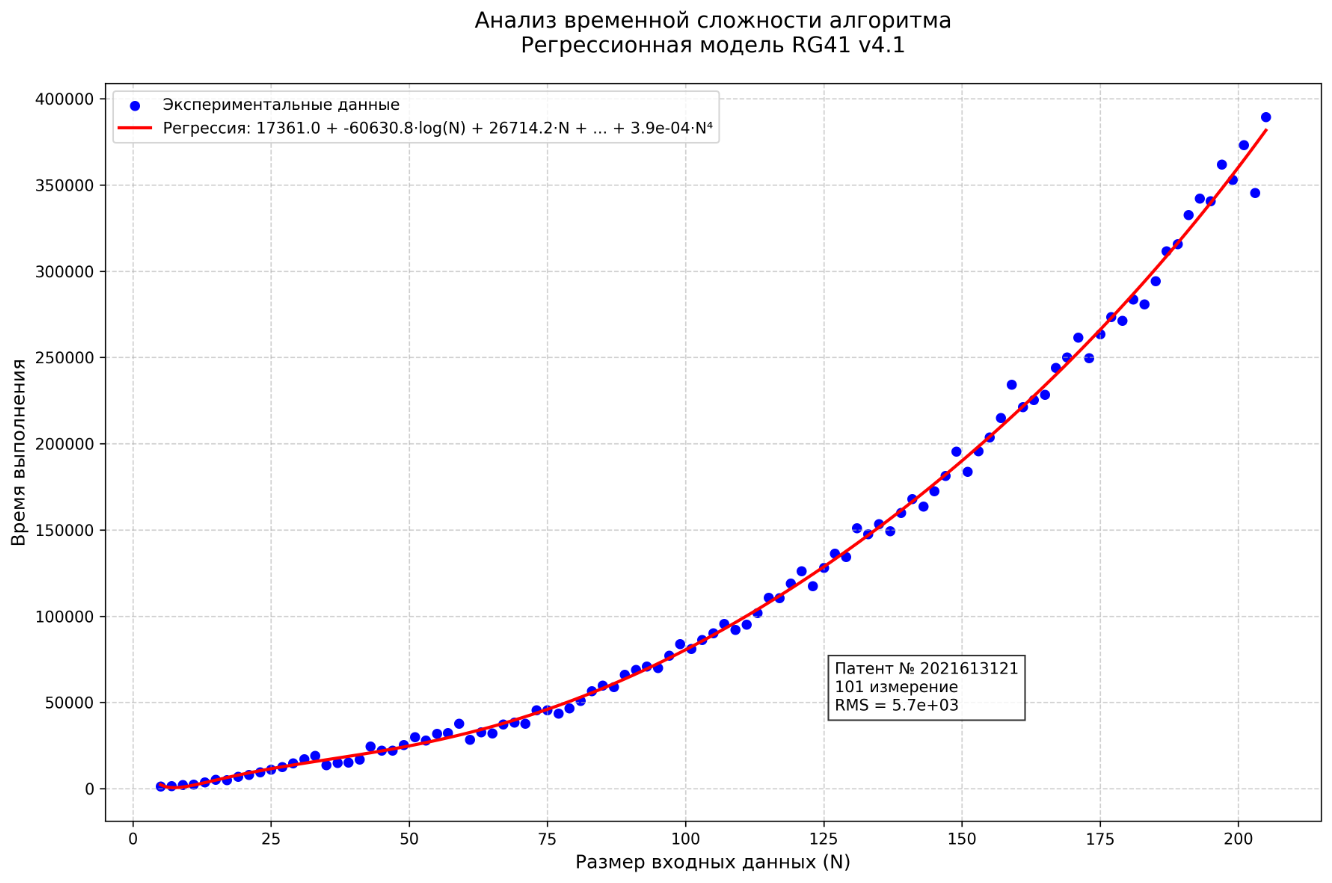 Анализ временной сложности алгоритма
Регрессионная модель RG41 v4.1
Экспериментальные данные
Регрессия: 17361.0 + -60630.8·log(N) + 26714.2·N + ... + 3.9e-04·N⁴
400000
350000
300000
250000
200000
150000
100000
50000
0
Время выполнения
Патент № 2021613121
101 измерение
RMS = 5.7e+03
0 25 50 75 100 125 150 175 200
Размер входных данных (N)